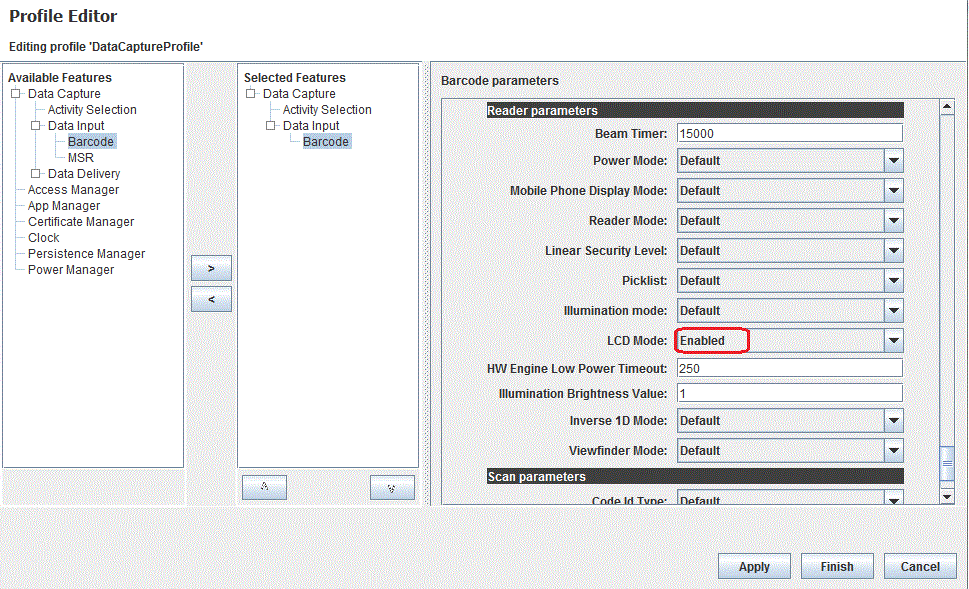 Profile Editor
Editing profile 'DataCaptureProfile'
Available Features
Data Capture
Activity Selection
Data Input
Barcode
MSR
Data Delivery
Access Manager
App Manager
Certificate Manager
Clock
Persistence Manager
Power Manager
>
<
Selected Features
Data Capture
Activity Selection
Data Input
Barcode
Barcode parameters
Reader parameters
Beam Timer: 15000
Power Mode: Default
Mobile Phone Display Mode: Default
Reader Mode: Default
Linear Security Level: Default
Picklist: Default
Illumination mode: Default
LCD Mode: Enabled
HW Engine Low Power Timeout: 250
Illumination Brightness Value: 1
Inverse 1D Mode: Default
Viewfinder Mode: Default
Scan parameters
Code Id Type: Default
Apply Finish Cancel